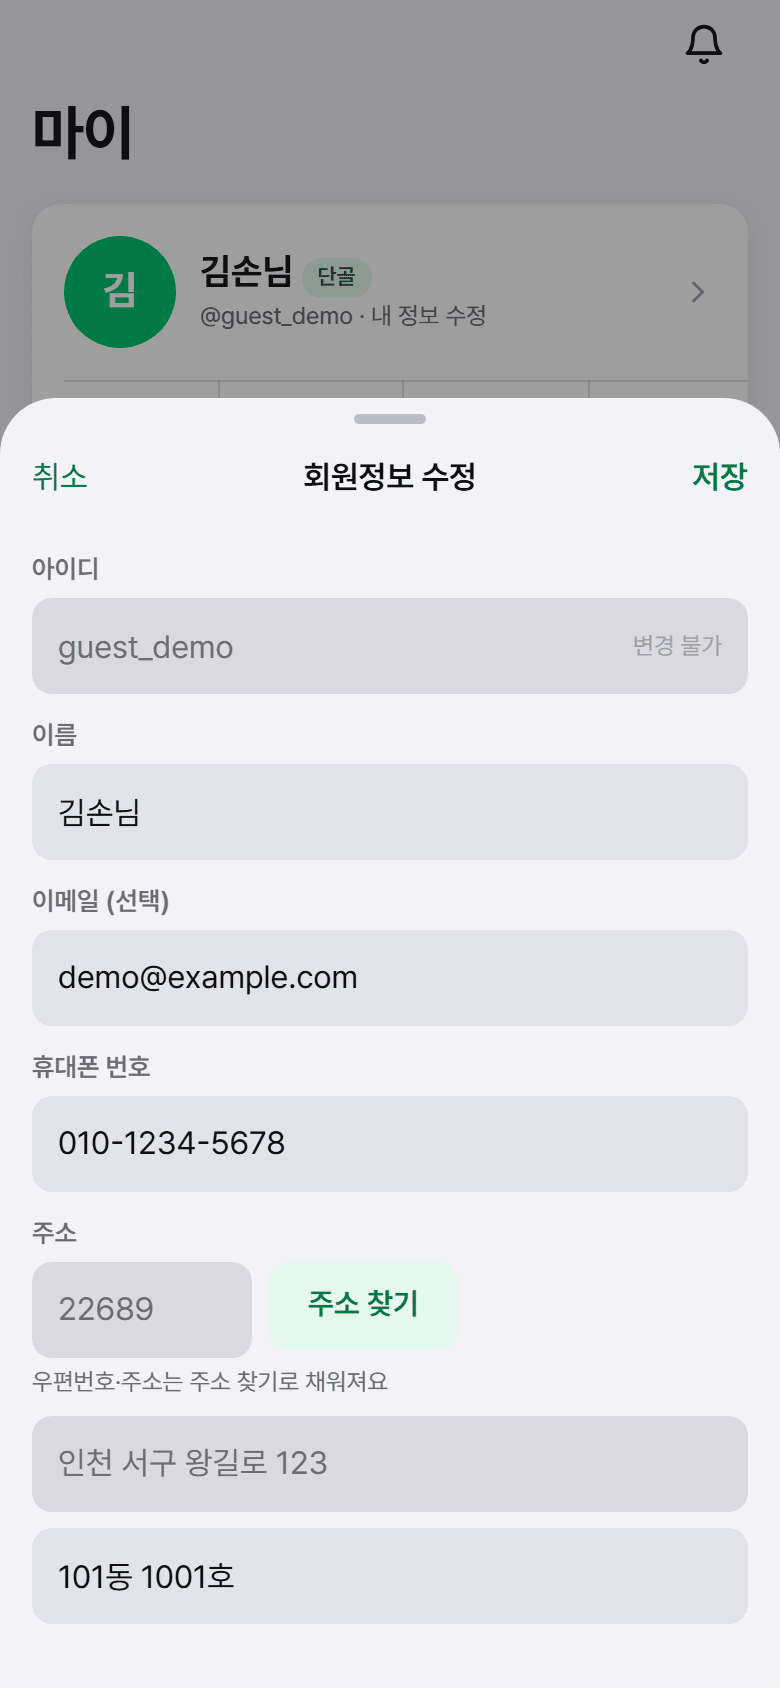 마이
김
김손님 단골
@guest_demo · 내 정보 수정
취소 회원정보 수정 저장
아이디
guest_demo 변경 불가
이름
김손님
이메일 (선택)
demo@example.com
휴대폰 번호
010-1234-5678
주소
22689 주소 찾기
우편번호·주소는 주소 찾기로 채워져요
인천 서구 왕길로 123
101동 1001호